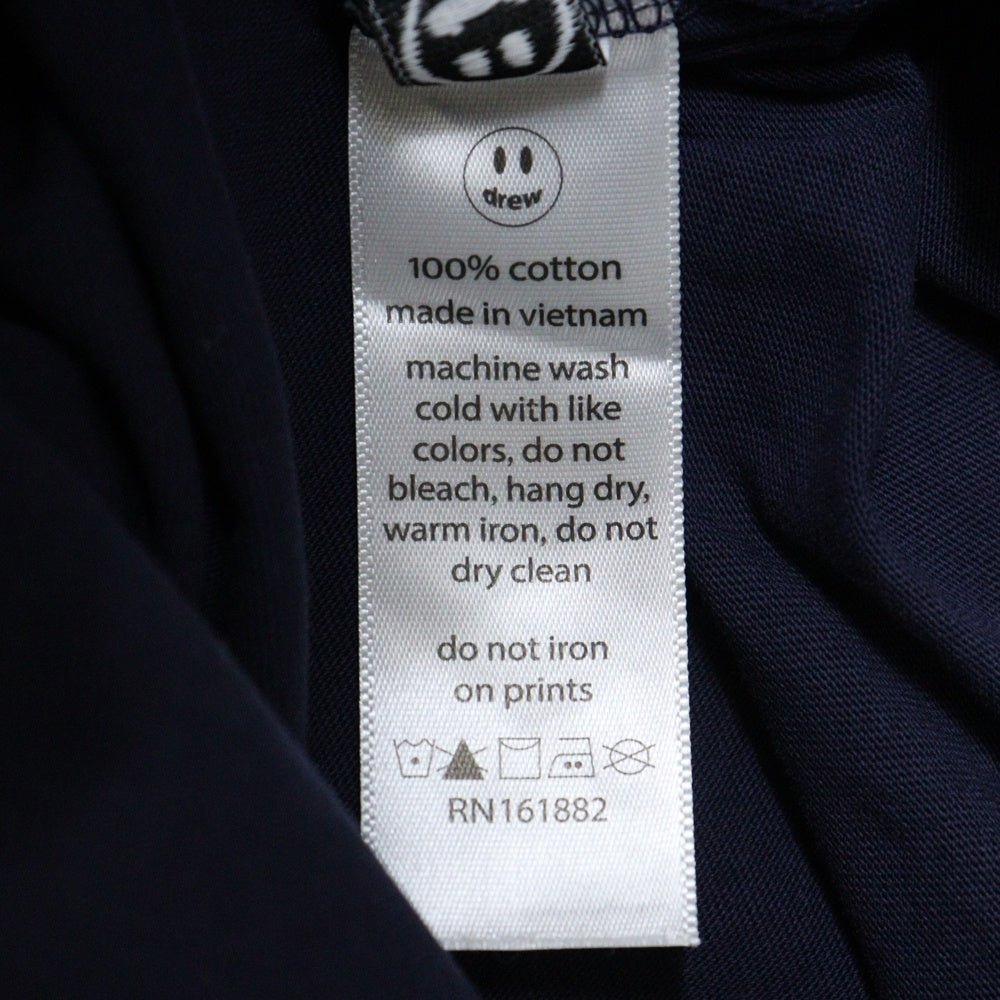 drew
100% cotton
made in vietnam
machine wash
cold with like
colors, do not
bleach, hang dry,
warm iron, do not
dry clean
do not iron
on prints
RN161882